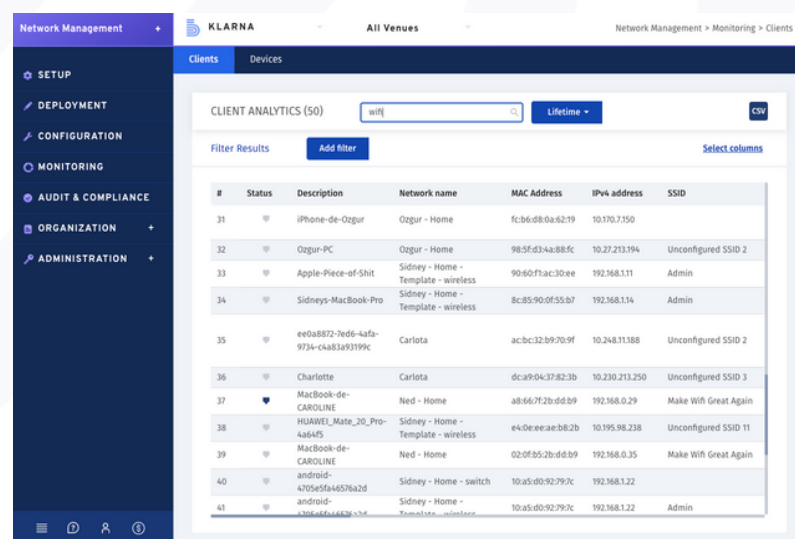 Network Management +
KLARNA All Venues Network Management > Monitoring > Clients
Clients Devices
SETUP
DEPLOYMENT
CONFIGURATION
MONITORING
AUDIT & COMPLIANCE
ORGANIZATION +
ADMINISTRATION +
CLIENT ANALYTICS (50) wifi Lifetime CSV
Filter Results Add filter Select columns
# Status Description Network name MAC Address IPv4 address SSID
31 iPhone-de-Ozgur Ozgur - Home fc:b6:d8:0a:62:19 10.170.7.150
32 Ozgur-PC Ozgur - Home 98:5f:d3:4a:88:fc 10.27.213.194 Unconfigured SSID 2
33 Apple-Piece-of-Shit Sidney - Home - Template - wireless 90:60:f1:ac:30:ee 192.168.1.11 Admin
34 Sidneys-MacBook-Pro Sidney - Home - Template - wireless 8c:85:90:0f:55:b7 192.168.1.14 Admin
35 ee0a8872-7ed6-4afa-9734-c4a83a93199c Carlota ac:bc:32:b9:70:9f 10.248.11.188 Unconfigured SSID 2
36 Charlotte Carlota dc:a9:04:37:82:3b 10.230.213.250 Unconfigured SSID 3
37 MacBook-de-CAROLINE Ned - Home a8:66:7f:2b:dd:b9 192.168.0.29 Make Wifi Great Again
38 HUAWEI_Mate_20_Pro-4a64f5 Sidney - Home - Template - wireless e4:0e:ee:ae:b8:2b 10.195.98.238 Unconfigured SSID 11
39 MacBook-de-CAROLINE Ned - Home 02:0f:b5:2b:dd:b9 192.168.0.35 Make Wifi Great Again
40 android-4705e5fa46576a2d Sidney - Home - switch 10:a5:d0:92:79:7c 192.168.1.22
41 android-4705e5fa46576a2d Sidney - Home - Template - wireless 10:a5:d0:92:79:7c 192.168.1.22 Admin